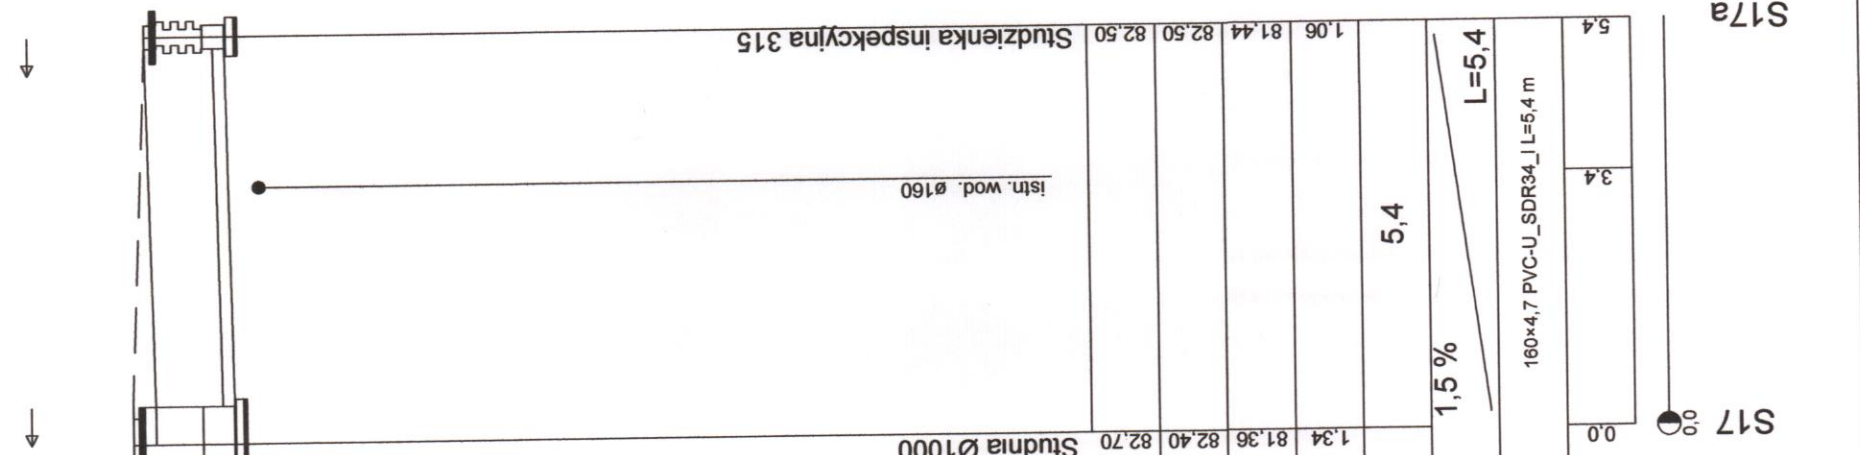 S17a
5,4
L=5,4
1,06
81,44
82,50
82,50
Studzienka inspekcyjna 315
160×4,7 PVC-U_SDR34_I L=5,4 m
3,4
istn. wod. ø160
5,4
1,5 %
S17
0,0
0,0
1,34
81,36
82,40
82,70
Studnia Ø1000